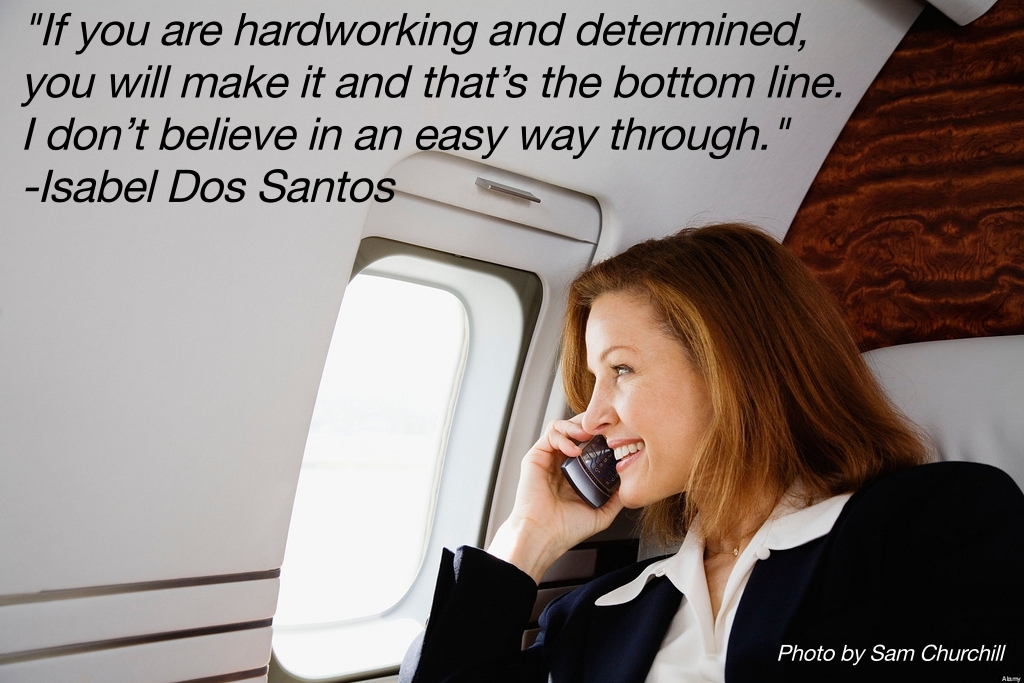 "If you are hardworking and determined,
you will make it and that’s the bottom line.
I don’t believe in an easy way through."
-Isabel Dos Santos
Photo by Sam Churchill
Alamy